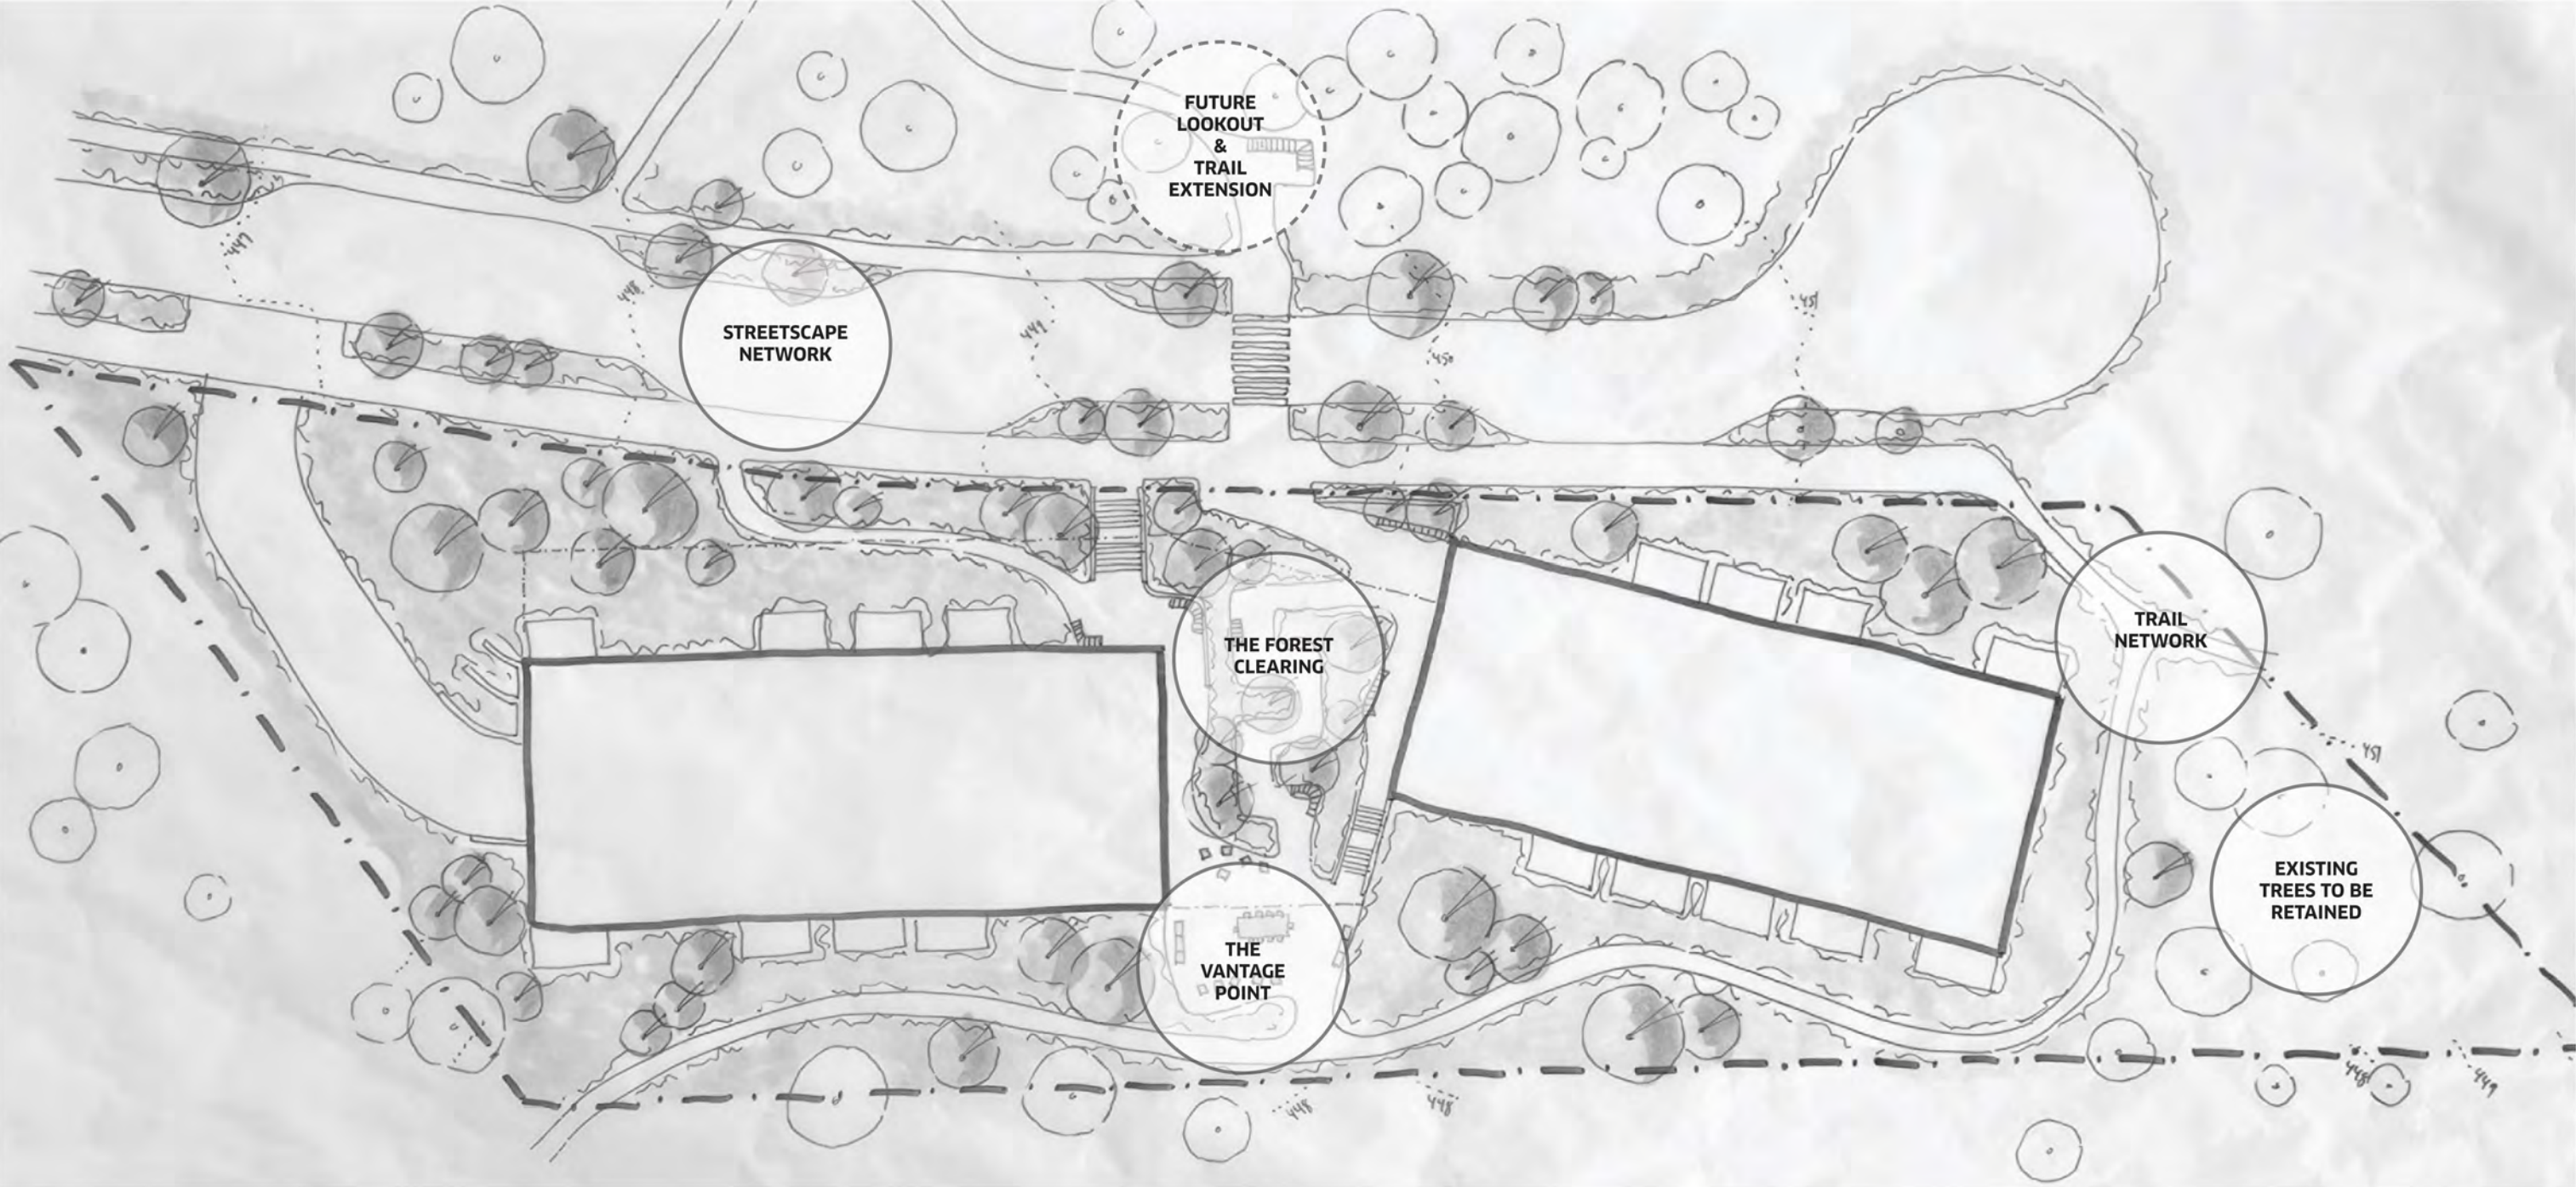 FUTURE
LOOKOUT
&
TRAIL
EXTENSION
447
448
449
450
451
STREETSCAPE
NETWORK
THE FOREST
CLEARING
TRAIL
NETWORK
451
EXISTING
TREES TO BE
RETAINED
THE
VANTAGE
POINT
448
448
448
449